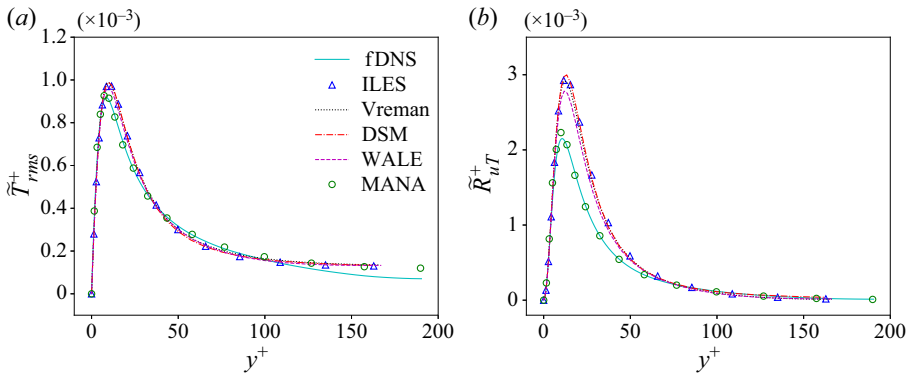 (a) (×10⁻³)
1.2
1.0
0.8
0.6
0.4
0.2
0
T̃⁺rms
0 50 100 150 200
y⁺
fDNS
ILES
Vreman
DSM
WALE
MANA
(b) (×10⁻³)
3
2
1
0
R̃⁺uT
0 50 100 150 200
y⁺